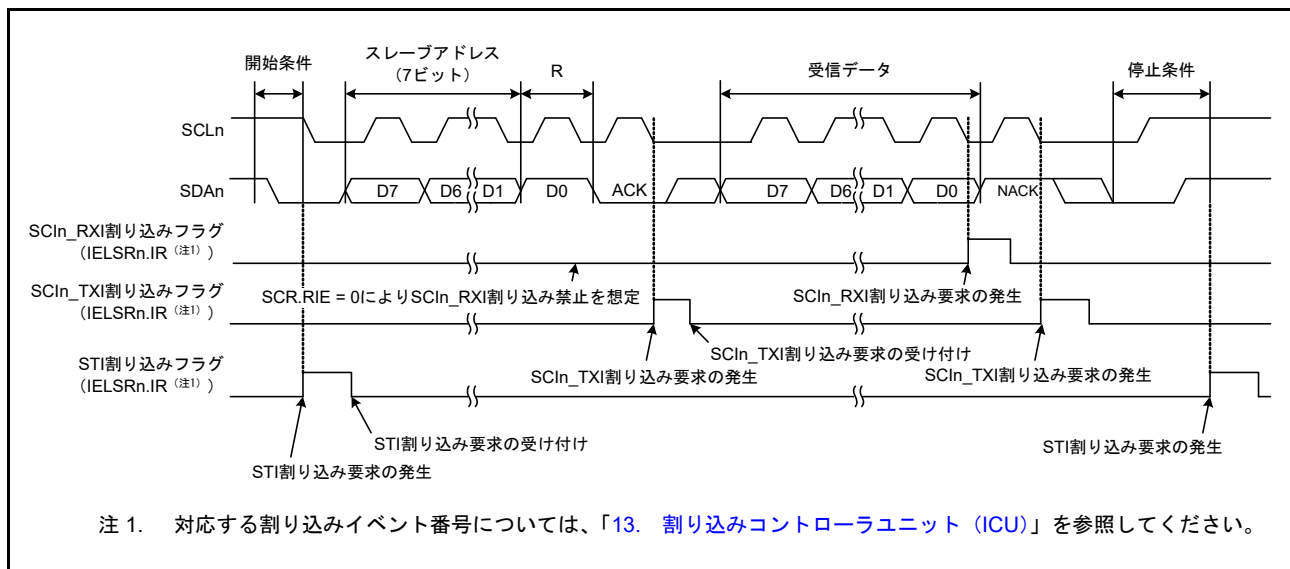 開始条件
スレーブアドレス
（7ビット）
R
受信データ
停止条件
SCLn
SDAn
D7
D6
D1
D0
ACK
D7
D6
D1
D0
NACK
SCIn_RXI割り込みフラグ
（IELSRn.IR（注1））
SCR.RIE = 0によりSCIn_RXI割り込み禁止を想定
SCIn_RXI割り込み要求の発生
SCIn_TXI割り込みフラグ
（IELSRn.IR（注1））
SCIn_TXI割り込み要求の受け付け
SCIn_TXI割り込み要求の発生
SCIn_TXI割り込み要求の発生
STI割り込みフラグ
（IELSRn.IR（注1））
STI割り込み要求の受け付け
STI割り込み要求の発生
STI割り込み要求の発生
注 1. 対応する割り込みイベント番号については、「13. 割り込みコントローラユニット（ICU）」を参照してください。